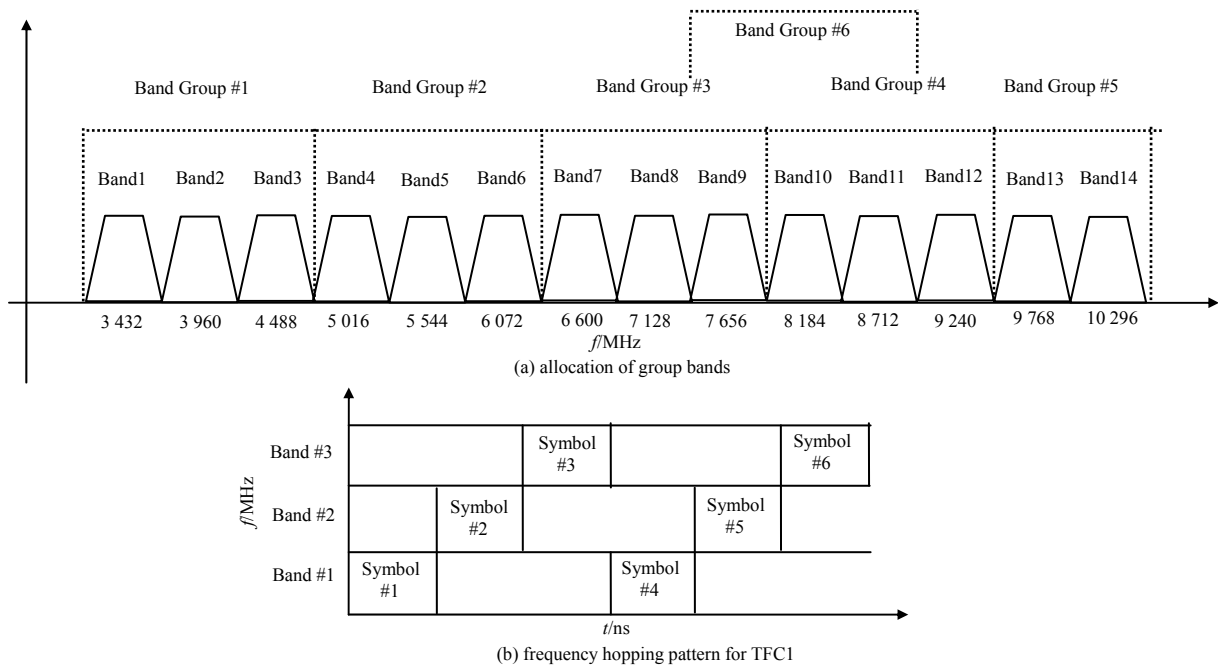 Band Group #6
Band Group #1 Band Group #2 Band Group #3 Band Group #4 Band Group #5
Band1 Band2 Band3 Band4 Band5 Band6 Band7 Band8 Band9 Band10 Band11 Band12 Band13 Band14
3 432 3 960 4 488 5 016 5 544 6 072 6 600 7 128 7 656 8 184 8 712 9 240 9 768 10 296
f/MHz
(a) allocation of group bands
f/MHz
Band #3
Symbol
#3
Symbol
#6
Band #2
Symbol
#2
Symbol
#5
Band #1
Symbol
#1
Symbol
#4
t/ns
(b) frequency hopping pattern for TFC1